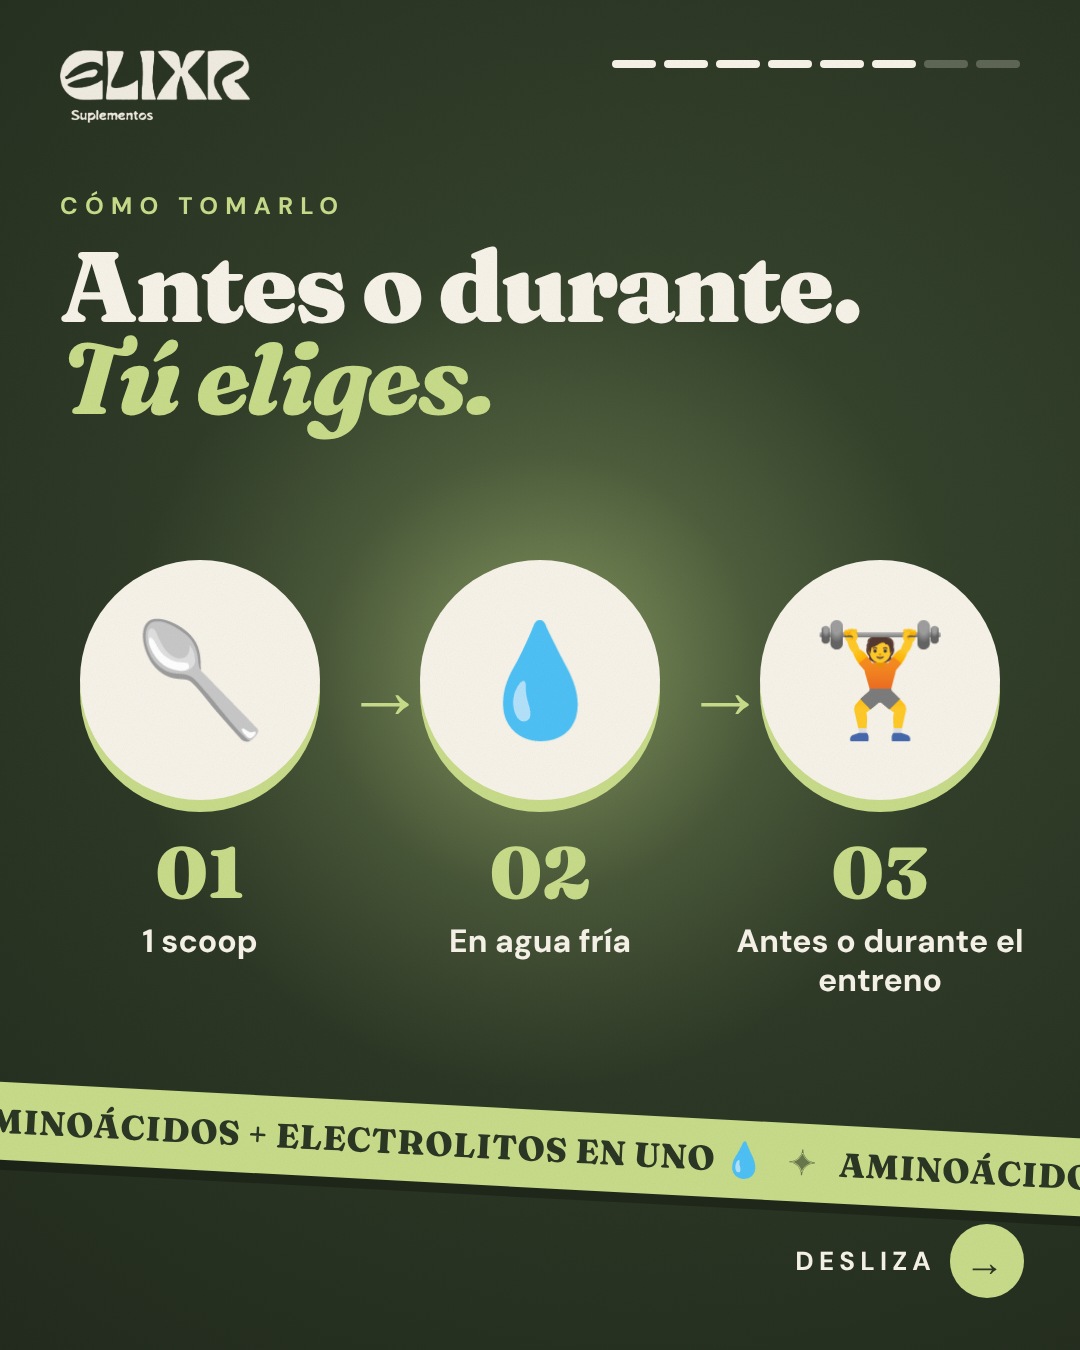 ELIXR
Suplementos
CÓMO TOMARLO
Antes o durante.
Tú eliges.
→
→
01
1 scoop
02
En agua fría
03
Antes o durante el
entreno
MINOÁCIDOS + ELECTROLITOS EN UNO 💧 ✦ AMINOÁCIDO
DESLIZA →